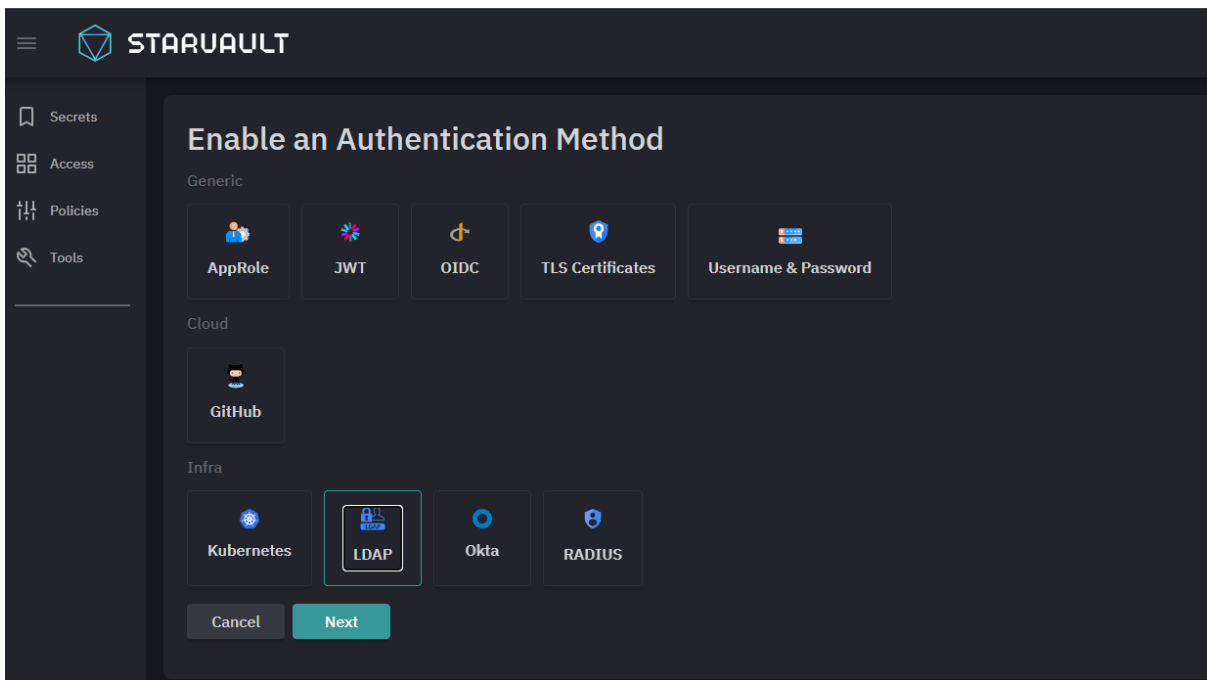 STARVAULT
Secrets
Access
Policies
Tools
Enable an Authentication Method
Generic
AppRole
JWT
OIDC
TLS Certificates
Username & Password
Cloud
GitHub
Infra
Kubernetes
LDAP
LDAP
Okta
RADIUS
Cancel
Next